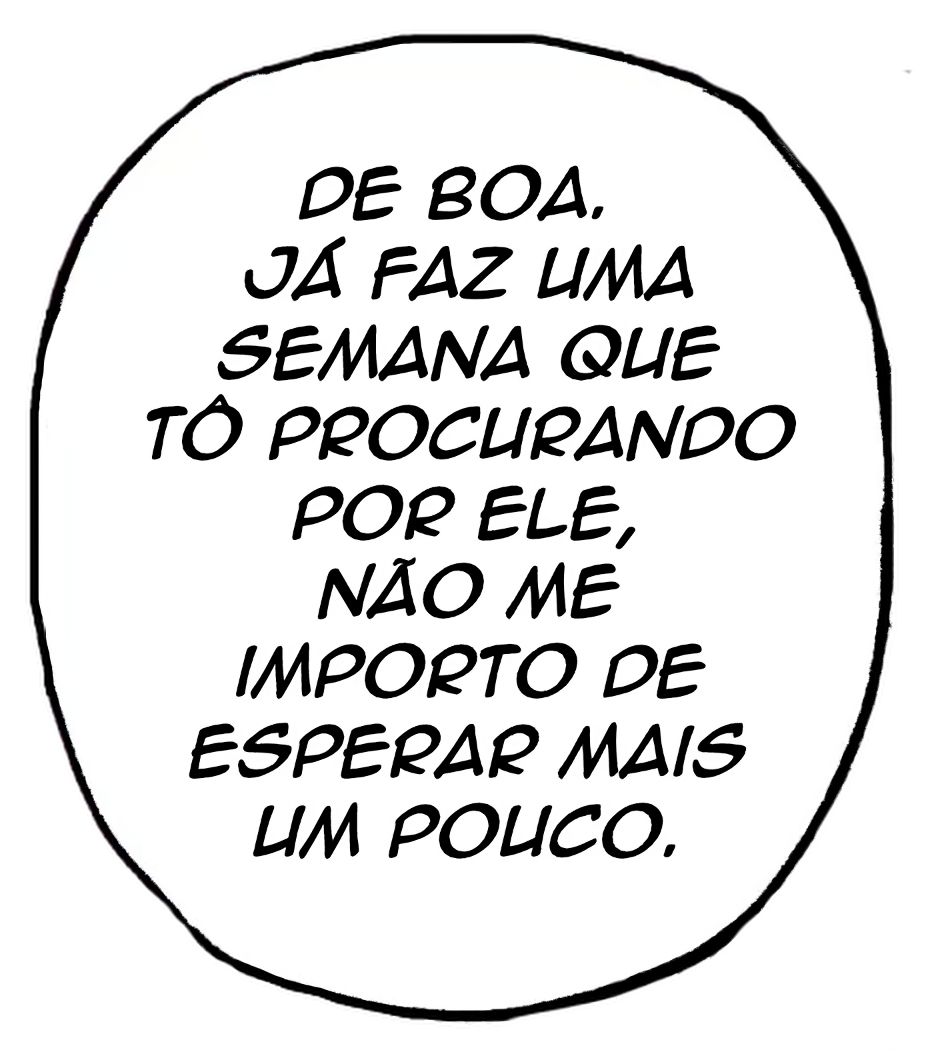 DE BOA.
JÁ FAZ UMA
SEMANA QUE
TÔ PROCURANDO
POR ELE,
NÃO ME
IMPORTO DE
ESPERAR MAIS
UM POUCO.